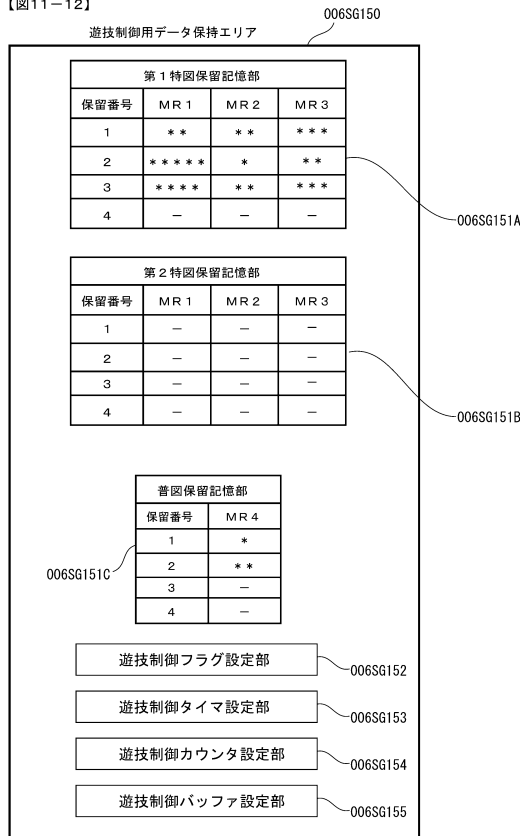 【図11-12】
006SG150
遊技制御用データ保持エリア
第1特図保留記憶部
保留番号 MR1 MR2 MR3
1 ** ** ***
2 ***** * **
3 **** ** ***
4 － － －
006SG151A
第2特図保留記憶部
保留番号 MR1 MR2 MR3
1 － － －
2 － － －
3 － － －
4 － － －
006SG151B
普図保留記憶部
保留番号 MR4
1 *
2 **
3 －
4 －
006SG151C
遊技制御フラグ設定部
006SG152
遊技制御タイマ設定部
006SG153
遊技制御カウンタ設定部
006SG154
遊技制御バッファ設定部
006SG155